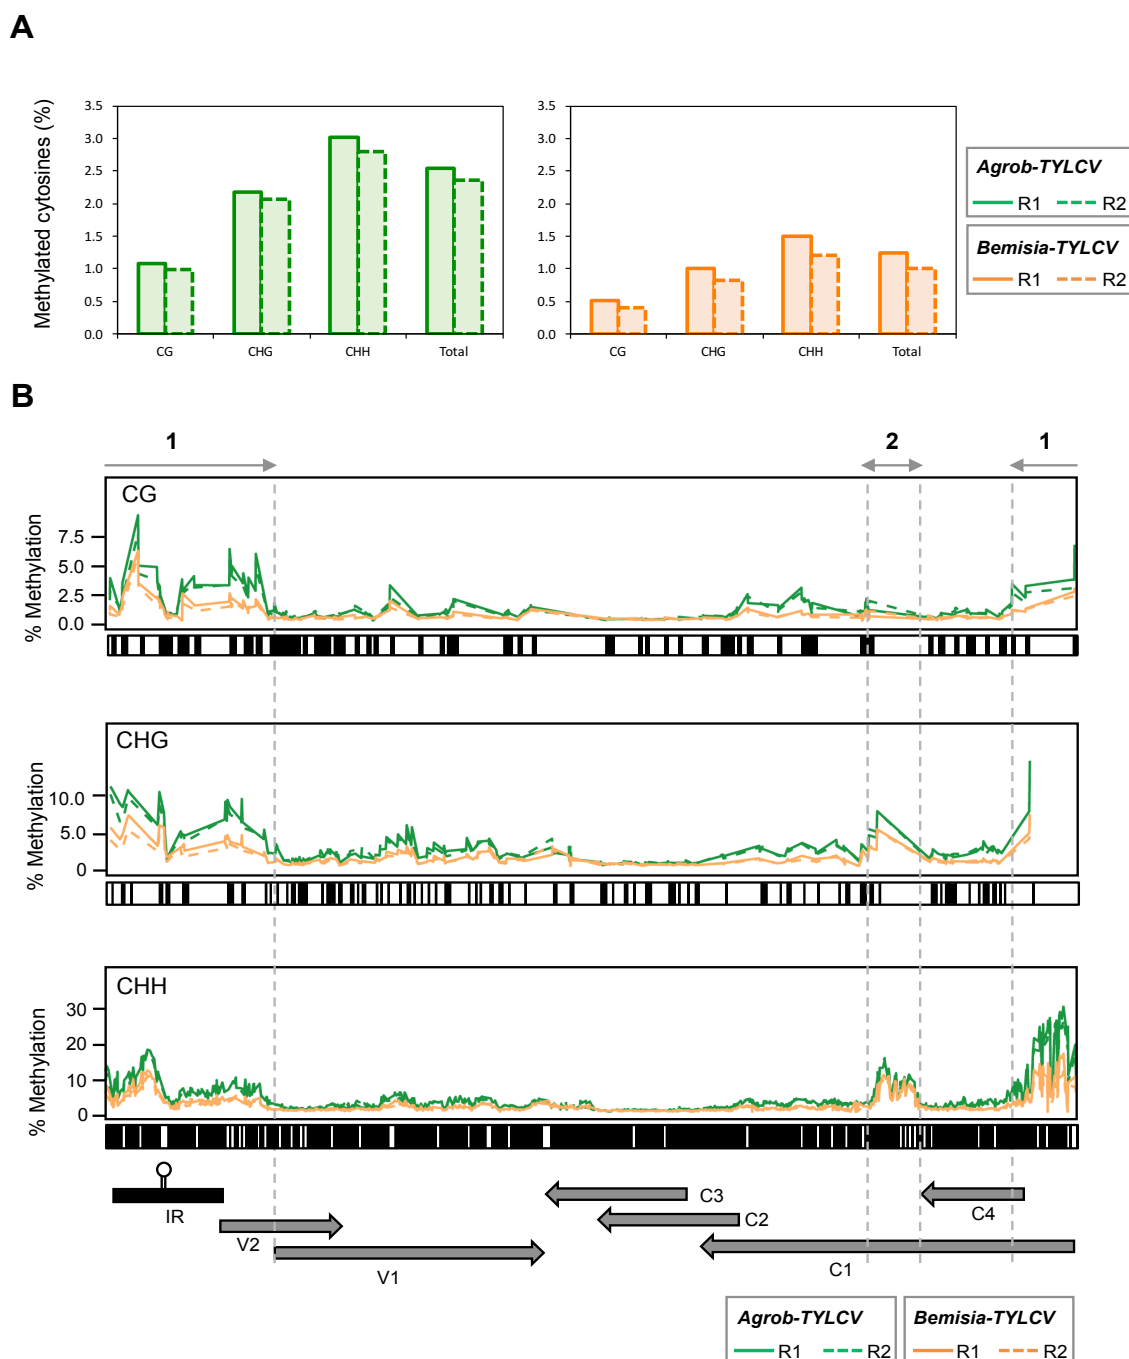 A
Methylated cytosines (%)
3.5
3.0
2.5
2.0
1.5
1.0
0.5
0.0
CG CHG CHH Total
3.5
3.0
2.5
2.0
1.5
1.0
0.5
0.0
CG CHG CHH Total
Agrob-TYLCV
R1 R2
Bemisia-TYLCV
R1 R2
B
1 2 1
CG
% Methylation
7.5
5.0
2.5
0.0
CHG
% Methylation
10.0
5.0
0
CHH
% Methylation
30
20
10
0
IR
V2
V1
C3
C2
C4
C1
Agrob-TYLCV
R1 R2
Bemisia-TYLCV
R1 R2